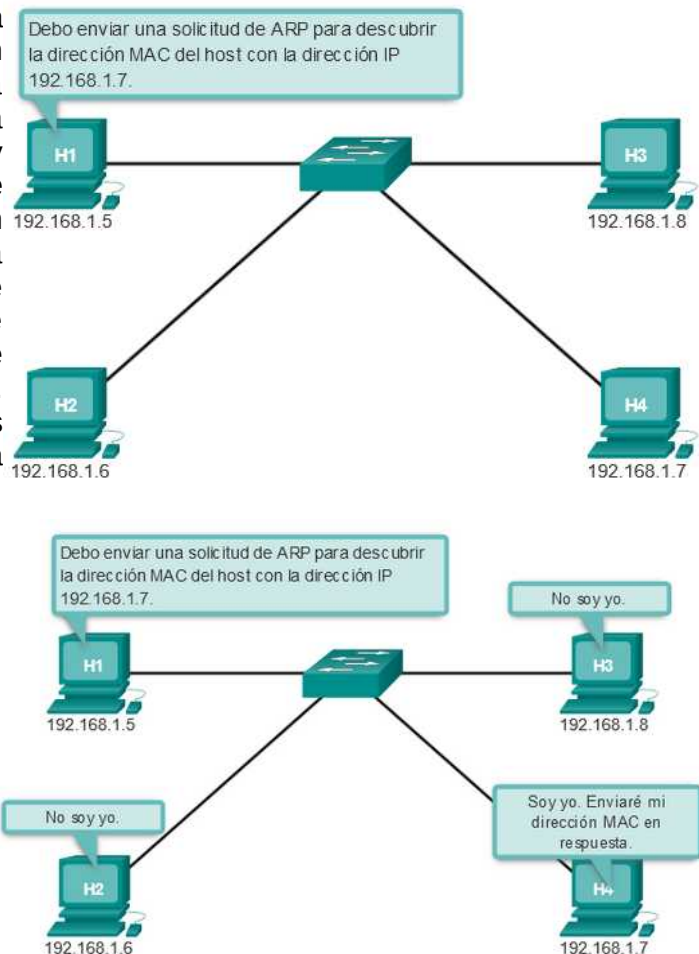 Debo enviar una solicitud de ARP para descubrir
la dirección MAC del host con la dirección IP
192.168.1.7.
H1
192.168.1.5
H3
192.168.1.8
H2
192.168.1.6
H4
192.168.1.7
Debo enviar una solicitud de ARP para descubrir
la dirección MAC del host con la dirección IP
192.168.1.7.
No soy yo.
H1
192.168.1.5
H3
192.168.1.8
No soy yo.
Soy yo. Enviaré mi
dirección MAC en
respuesta.
H2
192.168.1.6
H4
192.168.1.7